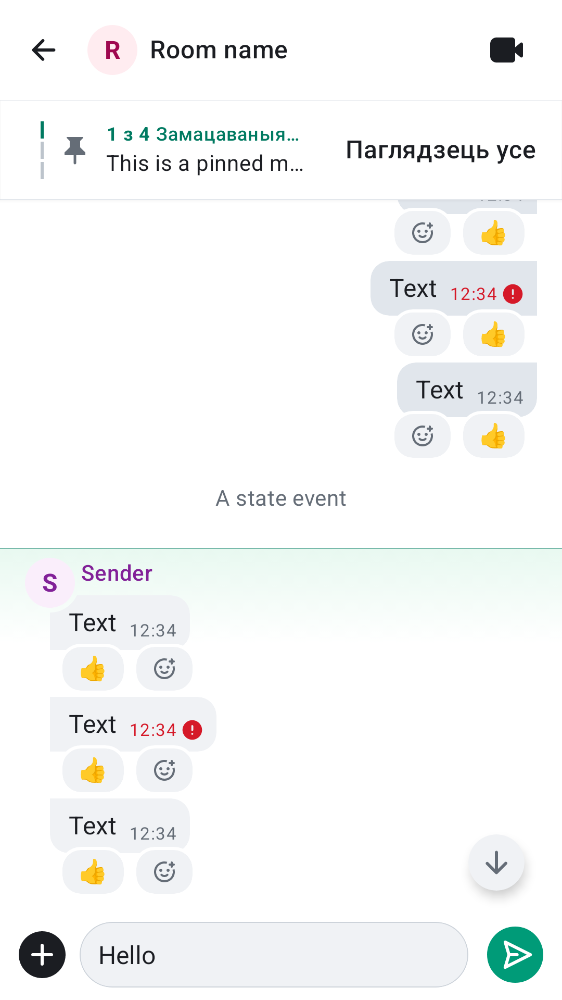 R Room name
1 з 4 Замацаваныя…
This is a pinned m…
Паглядзець усе
Text 12:34
Text 12:34
A state event
S Sender
Text 12:34
Text 12:34
Text 12:34
Hello